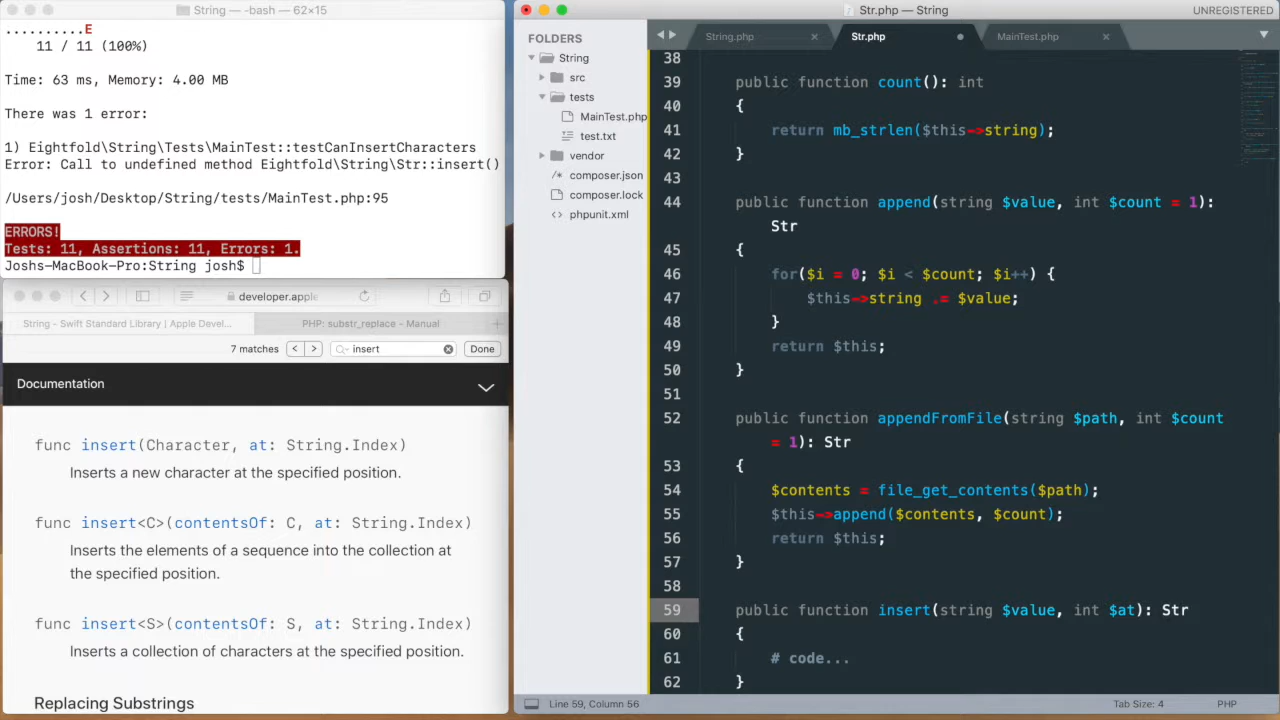 String — -bash — 62×15
..........E
11 / 11 (100%)
Time: 63 ms, Memory: 4.00 MB
There was 1 error:
1) Eightfold\String\Tests\MainTest::testCanInsertCharacters
Error: Call to undefined method Eightfold\String\Str::insert()
/Users/josh/Desktop/String/tests/MainTest.php:95
ERRORS!
Tests: 11, Assertions: 11, Errors: 1.
Joshs-MacBook-Pro:String josh$
developer.apple
String – Swift Standard Library | Apple Devel...
PHP: substr_replace - Manual
7 matches
insert
Done
Documentation
func insert(Character, at: String.Index)
Inserts a new character at the specified position.
func insert<C>(contentsOf: C, at: String.Index)
Inserts the elements of a sequence into the collection at
the specified position.
func insert<S>(contentsOf: S, at: String.Index)
Inserts a collection of characters at the specified position.
Replacing Substrings
Str.php — String
UNREGISTERED
FOLDERS
String
src
tests
MainTest.php
test.txt
vendor
composer.json
composer.lock
phpunit.xml
String.php
Str.php
MainTest.php
38
39 public function count(): int
40 {
41 return mb_strlen($this->string);
42 }
43
44 public function append(string $value, int $count = 1):
Str
45 {
46 for($i = 0; $i < $count; $i++) {
47 $this->string .= $value;
48 }
49 return $this;
50 }
51
52 public function appendFromFile(string $path, int $count
= 1): Str
53 {
54 $contents = file_get_contents($path);
55 $this->append($contents, $count);
56 return $this;
57 }
58
59 public function insert(string $value, int $at): Str
60 {
61 # code...
62 }
Line 59, Column 56
Tab Size: 4
PHP